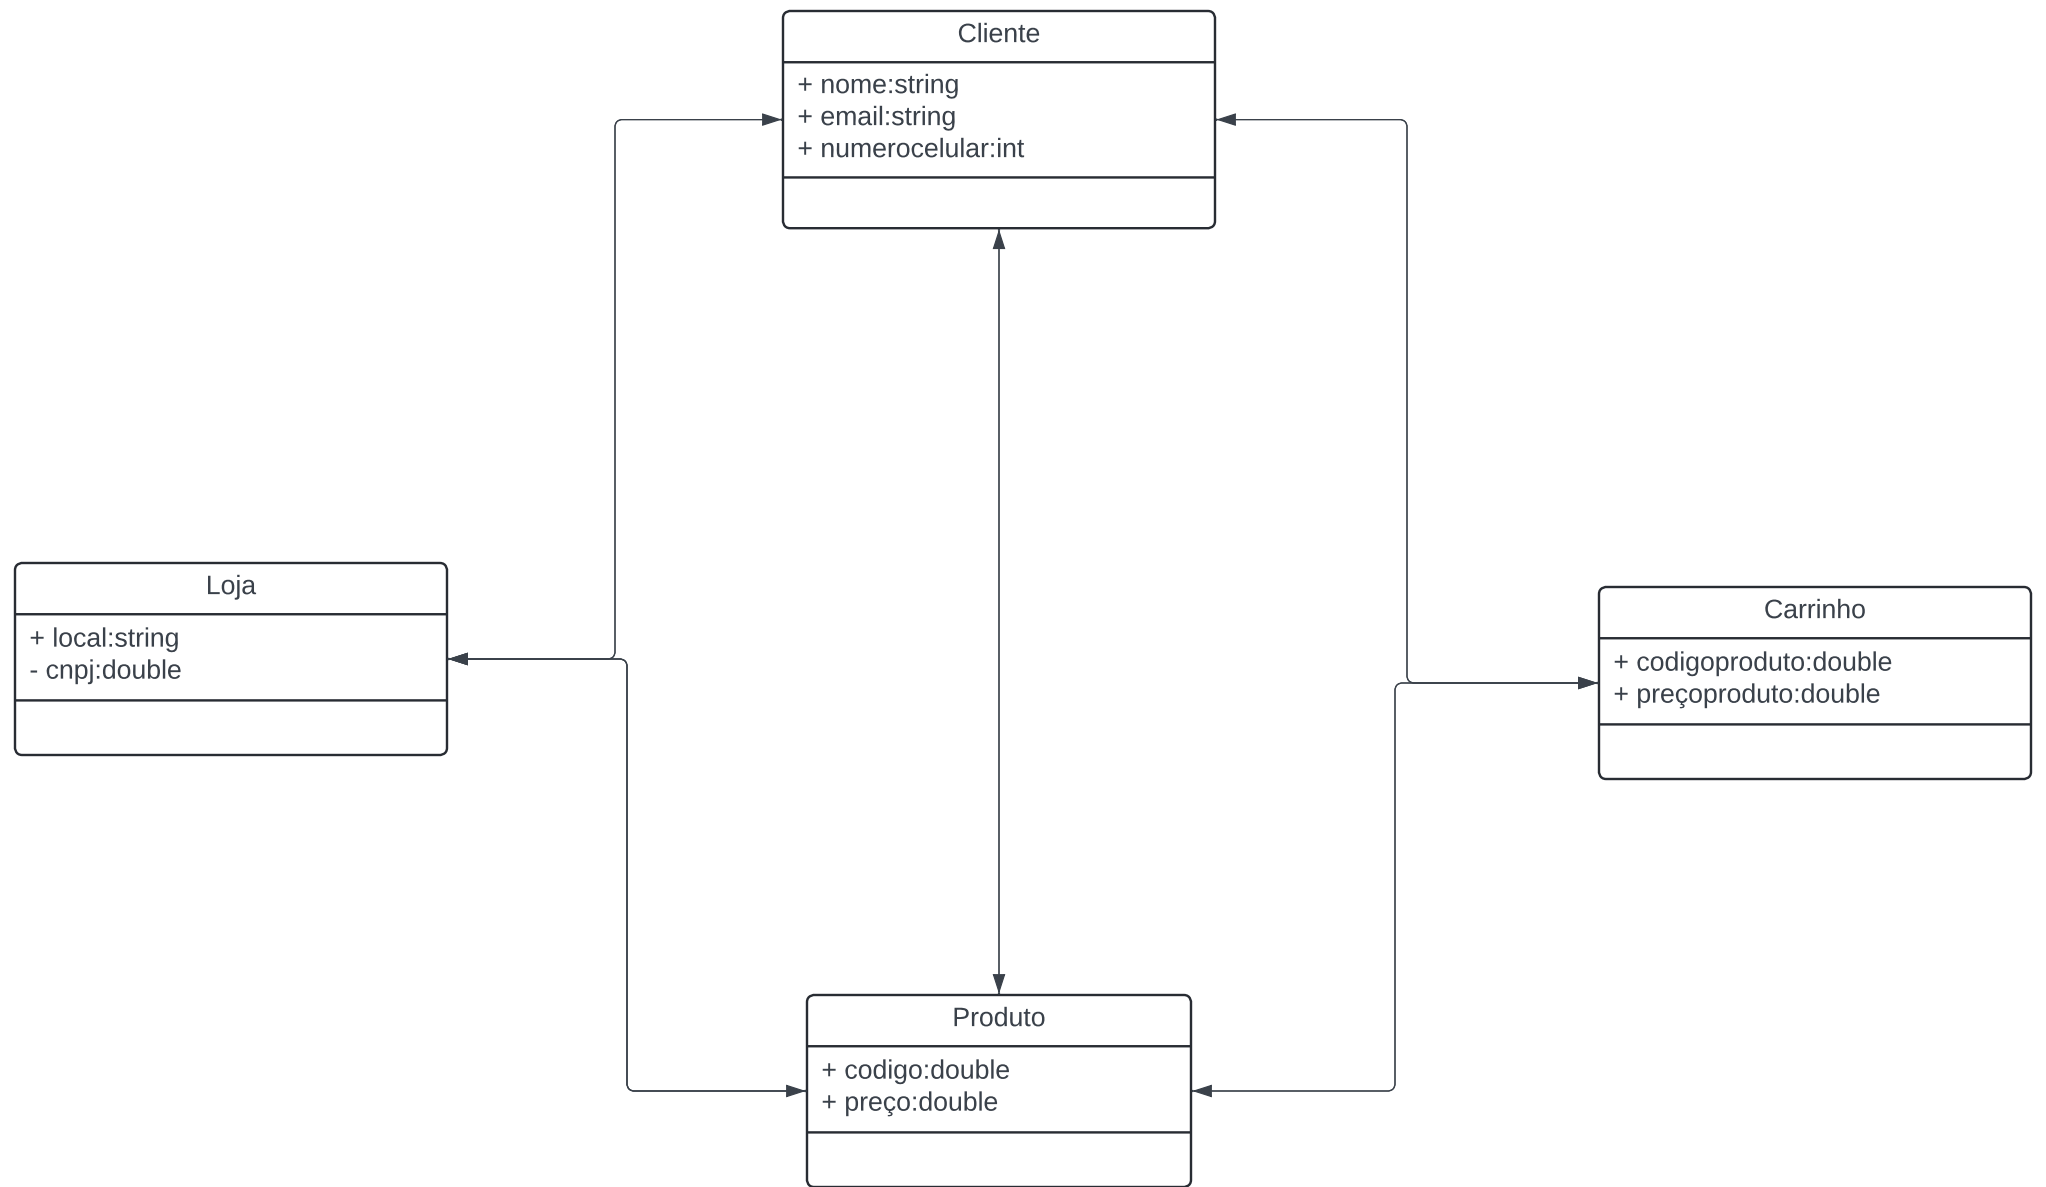 Cliente
+ nome:string
+ email:string
+ numerocelular:int
Loja
+ local:string
- cnpj:double
Carrinho
+ codigoproduto:double
+ preçoproduto:double
Produto
+ codigo:double
+ preço:double